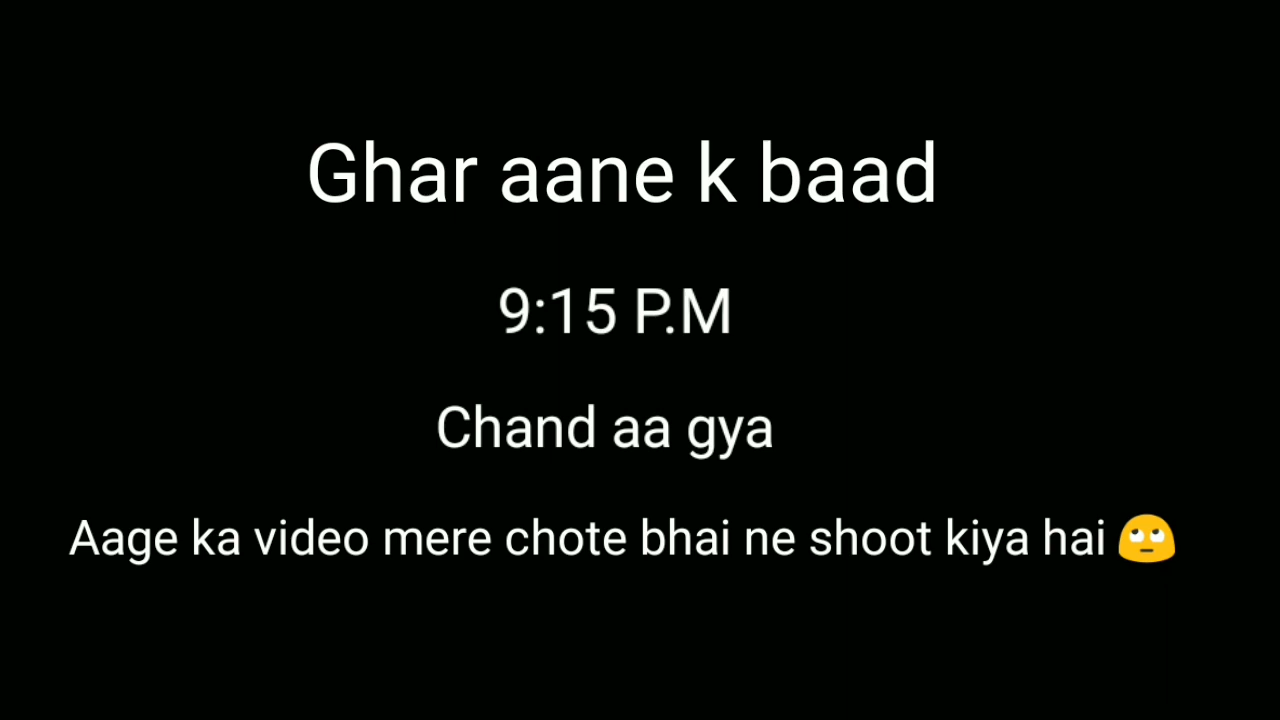 Ghar aane k baad
9:15 P.M
Chand aa gya
Aage ka video mere chote bhai ne shoot kiya hai 🙄